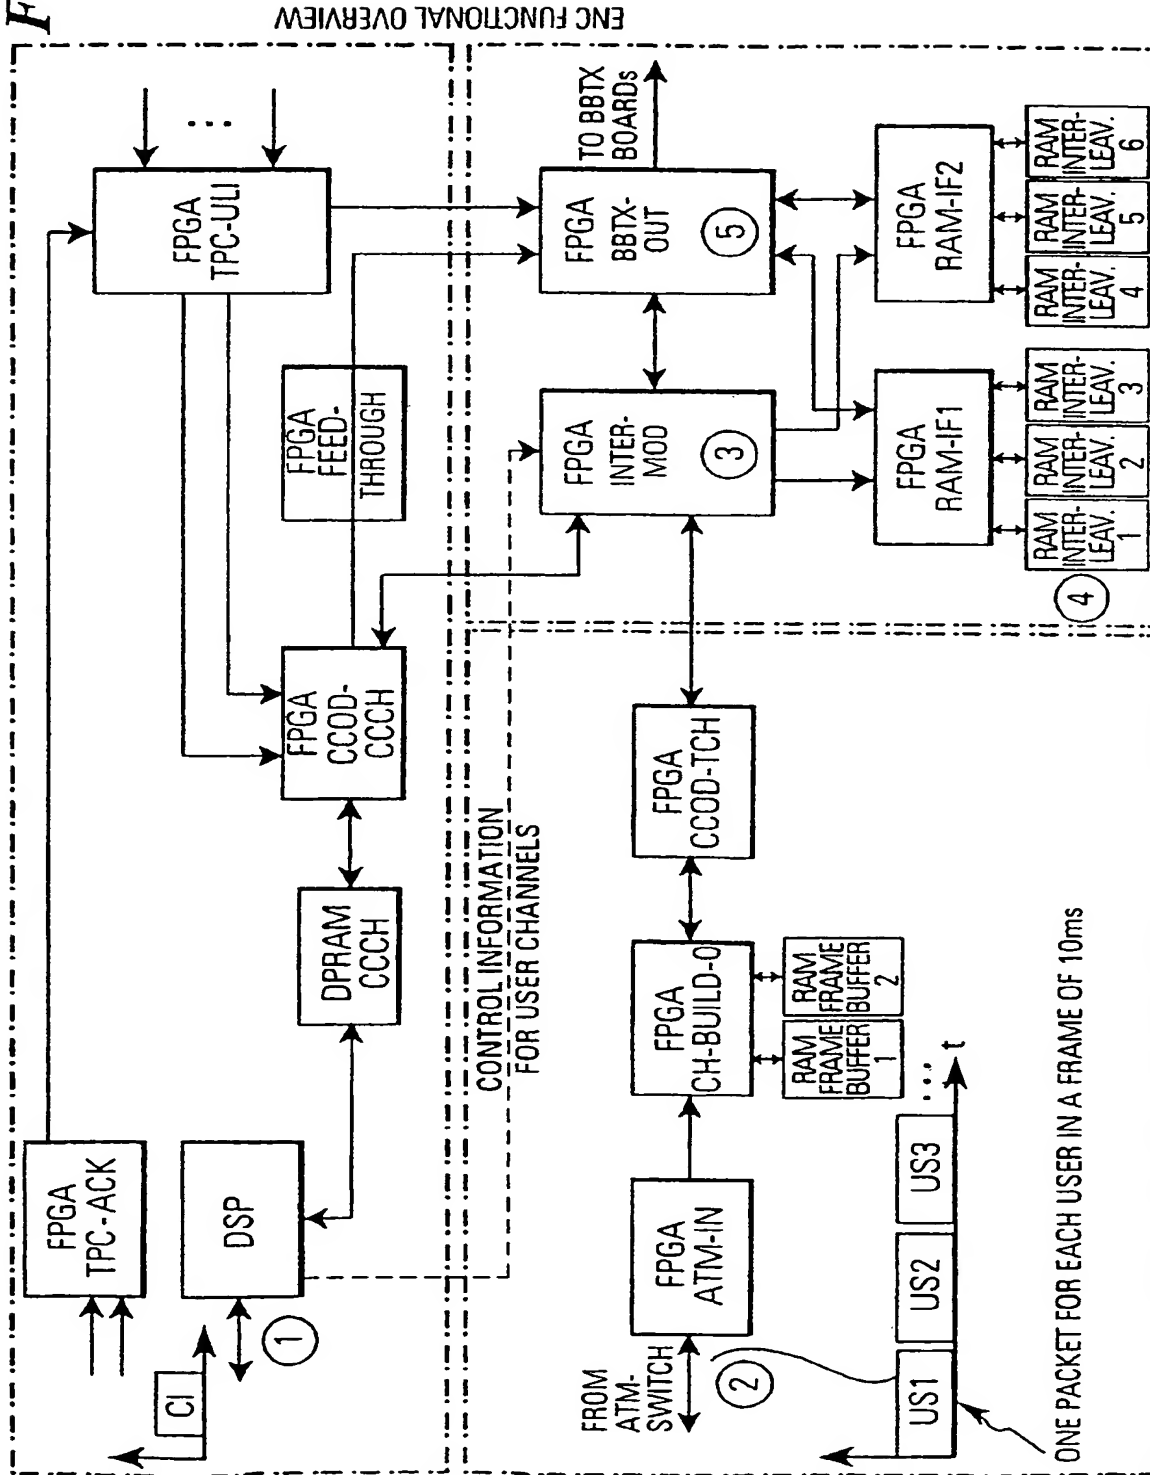 F
ENC FUNCTIONAL OVERVIEW
FPGA
TPC-ACK
FPGA
TPC-ULI
...
CI
DSP
1
DPRAM
CCCH
FPGA
CCOD-
CCCH
FPGA
FEED-
THROUGH
CONTROL INFORMATION
FOR USER CHANNELS
FROM
ATM-
SWITCH
2
FPGA
ATM-IN
FPGA
CH-BUILD-0
RAM
FRAME
BUFFER
1
RAM
FRAME
BUFFER
2
FPGA
CCOD-TCH
FPGA
INTER-
MOD
3
FPGA
BBTX-
OUT
5
TO BBTX
BOARDs
FPGA
RAM-IF1
FPGA
RAM-IF2
4
RAM
INTER-
LEAV.
1
RAM
INTER-
LEAV.
2
RAM
INTER-
LEAV.
3
RAM
INTER-
LEAV.
4
RAM
INTER-
LEAV.
5
RAM
INTER-
LEAV.
6
US1
US2
US3
...
t
ONE PACKET FOR EACH USER IN A FRAME OF 10ms